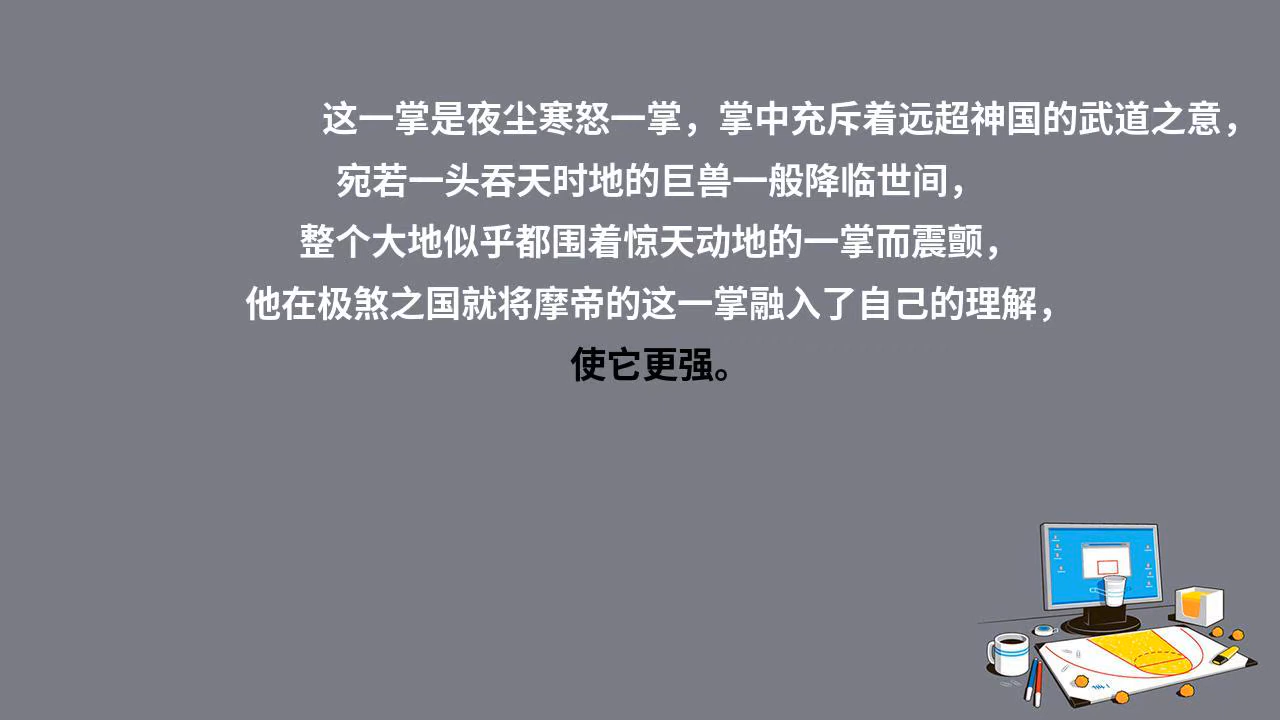 这一掌是夜尘寒怒一掌，掌中充斥着远超神国的武道之意，
宛若一头吞天时地的巨兽一般降临世间，
整个大地似乎都围着惊天动地的一掌而震颤，
他在极煞之国就将摩帝的这一掌融入了自己的理解，
使它更强。